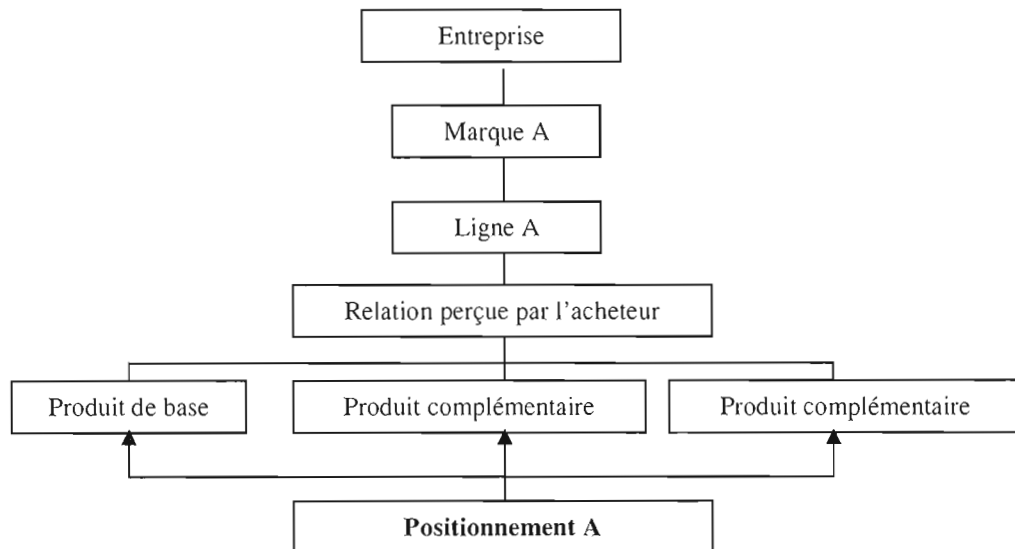 Entreprise
Marque A
Ligne A
Relation perçue par l'acheteur
Produit de base
Produit complémentaire
Produit complémentaire
Positionnement A